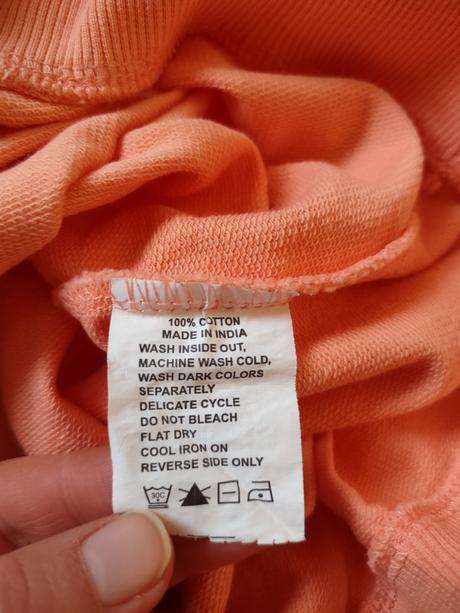 100% COTTON
MADE IN INDIA
WASH INSIDE OUT,
MACHINE WASH COLD,
WASH DARK COLORS
SEPARATELY
DELICATE CYCLE
DO NOT BLEACH
FLAT DRY
COOL IRON ON
REVERSE SIDE ONLY
30C